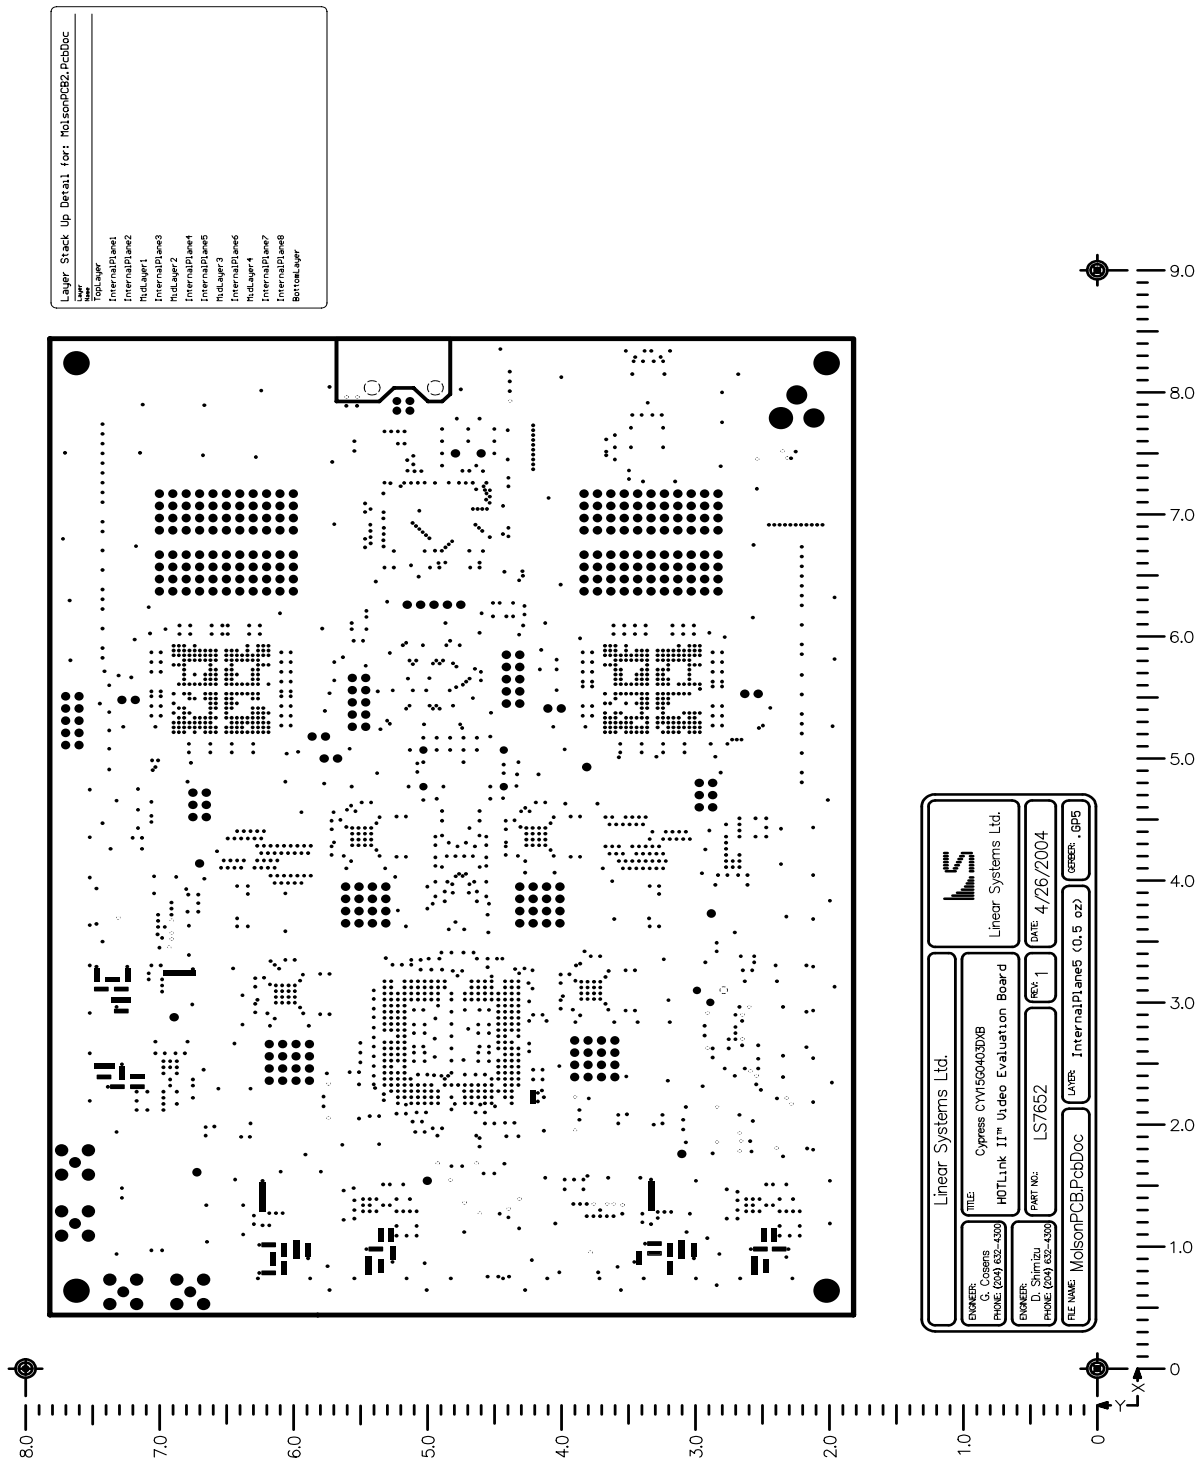 Layer Stack Up Detail for: MolsonPCB2.PcbDoc
Layer
Name
TopLayer
InternalPlane1
InternalPlane2
MidLayer1
InternalPlane3
MidLayer2
InternalPlane4
InternalPlane5
MidLayer3
InternalPlane6
MidLayer4
InternalPlane7
InternalPlane8
BottomLayer
9.0
8.0
7.0
6.0
5.0
4.0
3.0
2.0
1.0
0
X
Y
8.0
7.0
6.0
5.0
4.0
3.0
2.0
1.0
0
Linear Systems Ltd.
LS
Linear Systems Ltd.
ENGINEER:
G. Cosens
PHONE: (204) 632-4300
TITLE:
Cypress CYV15G0403DXB
HOTLink II™ Video Evaluation Board
ENGINEER:
D. Shimizu
PHONE: (204) 632-4300
PART NO.: LS7652
REV: 1
DATE: 4/26/2004
FILE NAME: MolsonPCB.PcbDoc
LAYER: InternalPlane5 (0.5 oz)
GERBER: .GP5